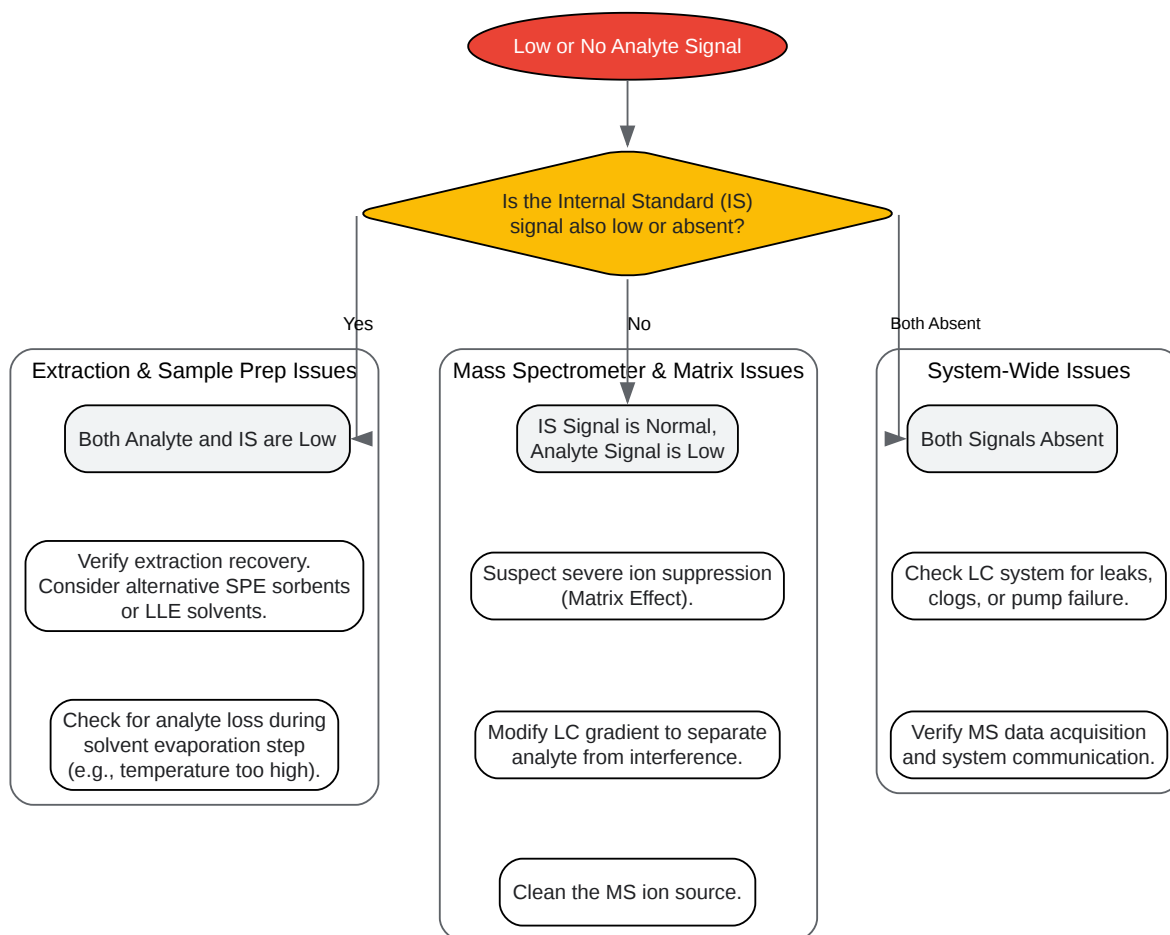 Low or No Analyte Signal
Is the Internal Standard (IS)
signal also low or absent?
Yes
No
Both Absent
Extraction & Sample Prep Issues
Both Analyte and IS are Low
Verify extraction recovery.
Consider alternative SPE sorbents
or LLE solvents.
Check for analyte loss during
solvent evaporation step
(e.g., temperature too high).
Mass Spectrometer & Matrix Issues
IS Signal is Normal,
Analyte Signal is Low
Suspect severe ion suppression
(Matrix Effect).
Modify LC gradient to separate
analyte from interference.
Clean the MS ion source.
System-Wide Issues
Both Signals Absent
Check LC system for leaks,
clogs, or pump failure.
Verify MS data acquisition
and system communication.